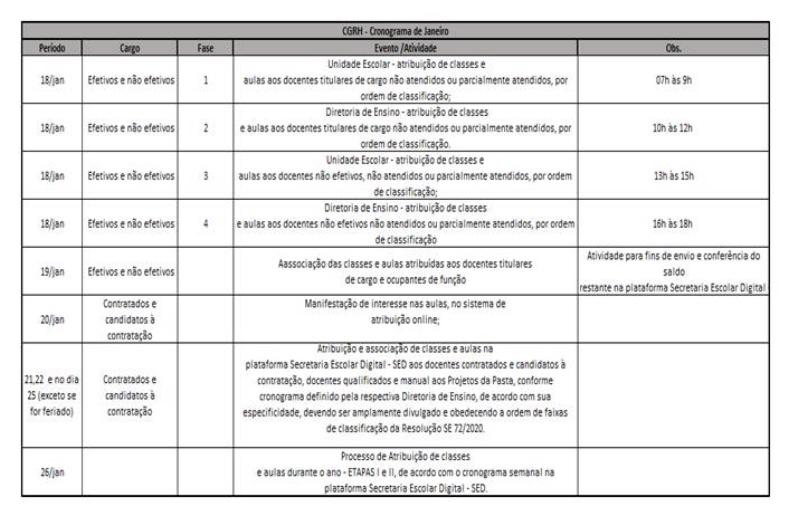 CGRH - Cronograma de Janeiro
Período Cargo Fase Evento /Atividade Obs.
18/jan Efetivos e não efetivos 1
Unidade Escolar - atribuição de classes e
aulas aos docentes titulares de cargo não atendidos ou parcialmente atendidos, por
ordem de classificação;
07h às 9h
18/jan Efetivos e não efetivos 2
Diretoria de Ensino - atribuição de classes
e aulas aos docentes titulares de cargo não atendidos ou parcialmente atendidos, por
ordem de classificação.
10h às 12h
18/jan Efetivos e não efetivos 3
Unidade Escolar - atribuição de classes e
aulas aos docentes não efetivos, não atendidos ou parcialmente atendidos, por ordem
de classificação;
13h às 15h
18/jan Efetivos e não efetivos 4
Diretoria de Ensino - atribuição de classes
e aulas aos docentes não efetivos não atendidos ou parcialmente atendidos, por ordem
de classificação
16h às 18h
19/jan Efetivos e não efetivos
Aassociação das classes e aulas atribuídas aos docentes titulares
de cargo e ocupantes de função
Atividade para fins de envio e conferência do
saldo
restante na plataforma Secretaria Escolar Digital
20/jan
Contratados e
candidatos à
contratação
Manifestação de interesse nas aulas, no sistema de
atribuição online;
21,22 e no dia
25 (exceto se
for feriado)
Contratados e
candidatos à
contratação
Atribuição e associação de classes e aulas na
plataforma Secretaria Escolar Digital - SED aos docentes contratados e candidatos à
contratação, docentes qualificados e manual aos Projetos da Pasta, conforme
cronograma definido pela respectiva Diretoria de Ensino, de acordo com sua
especificidade, devendo ser amplamente divulgado e obedecendo a ordem de faixas
de classificação da Resolução SE 72/2020.
26/jan
Processo de Atribuição de classes
e aulas durante o ano - ETAPAS I e II, de acordo com o cronograma semanal na
plataforma Secretaria Escolar Digital - SED.